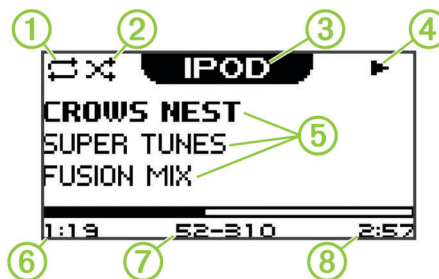 1 2 3 4
IPOD
CROWS NEST
SUPER TUNES
FUSION MIX
5
1:19 52-310 2:57
6 7 8